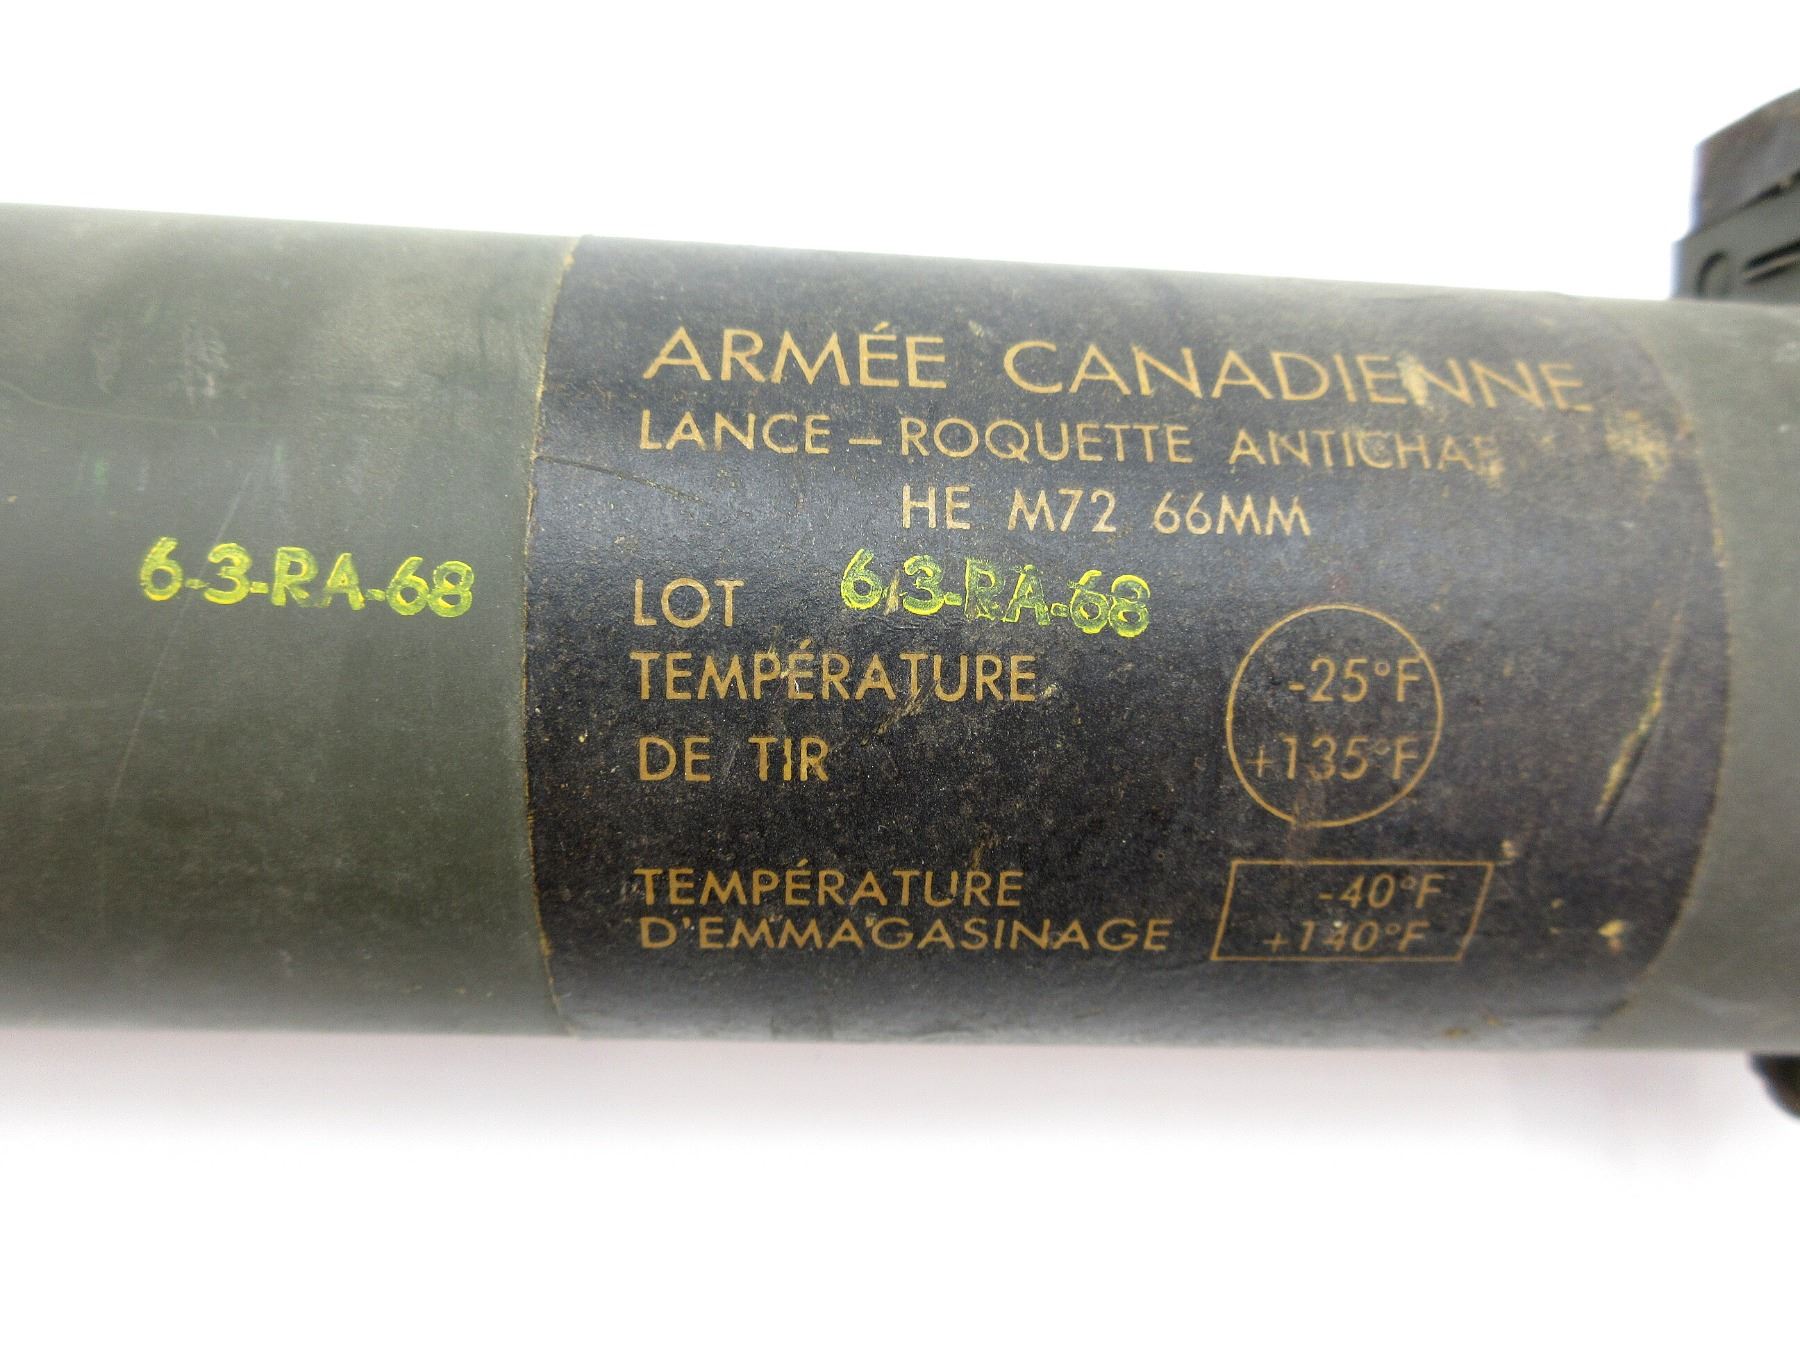 ARMÉE CANADIENNE
LANCE – ROQUETTE ANTICHAR
HE M72 66MM
6-3-RA-68
LOT 6-3-RA-68
TEMPÉRATURE -25°F
DE TIR +135°F
TEMPÉRATURE -40°F
D'EMMAGASINAGE +140°F